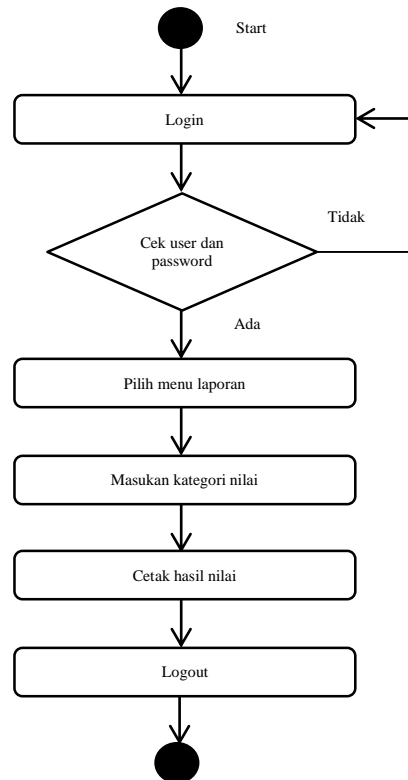 Start
Login
Tidak
Cek user dan
password
Ada
Pilih menu laporan
Masukan kategori nilai
Cetak hasil nilai
Logout